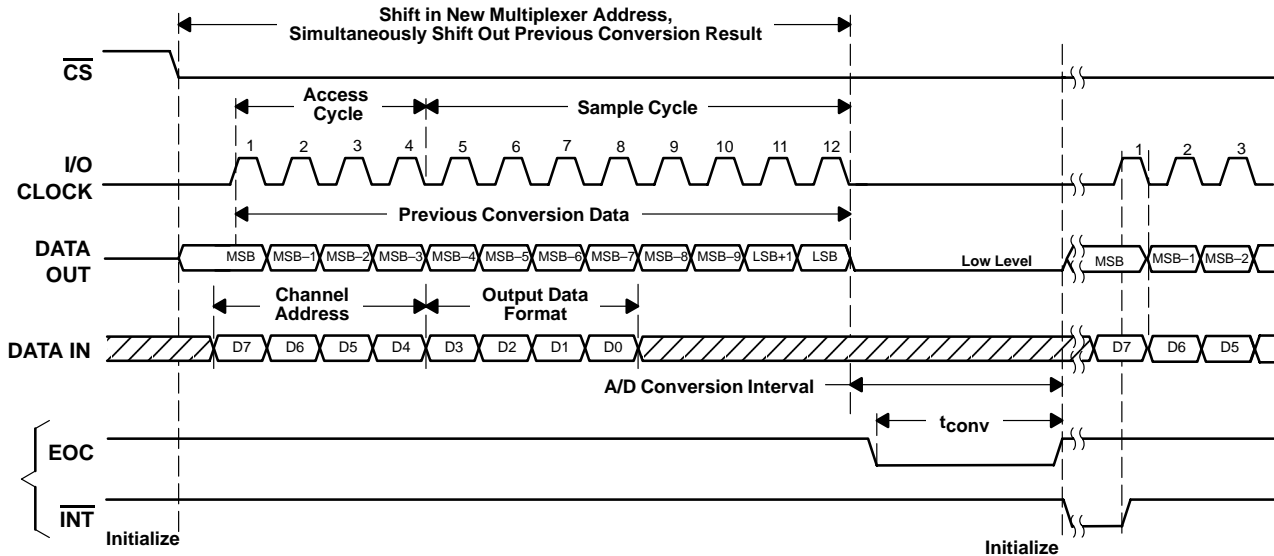 Shift in New Multiplexer Address,
Simultaneously Shift Out Previous Conversion Result
CS
Access
Cycle
Sample Cycle
I/O
CLOCK
1 2 3 4 5 6 7 8 9 10 11 12 1 2 3
Previous Conversion Data
DATA
OUT
MSB MSB–1 MSB–2 MSB–3 MSB–4 MSB–5 MSB–6 MSB–7 MSB–8 MSB–9 LSB+1 LSB Low Level MSB MSB–1 MSB–2
Channel
Address
Output Data
Format
DATA IN D7 D6 D5 D4 D3 D2 D1 D0 D7 D6 D5
A/D Conversion Interval
tconv
EOC
INT
Initialize
Initialize